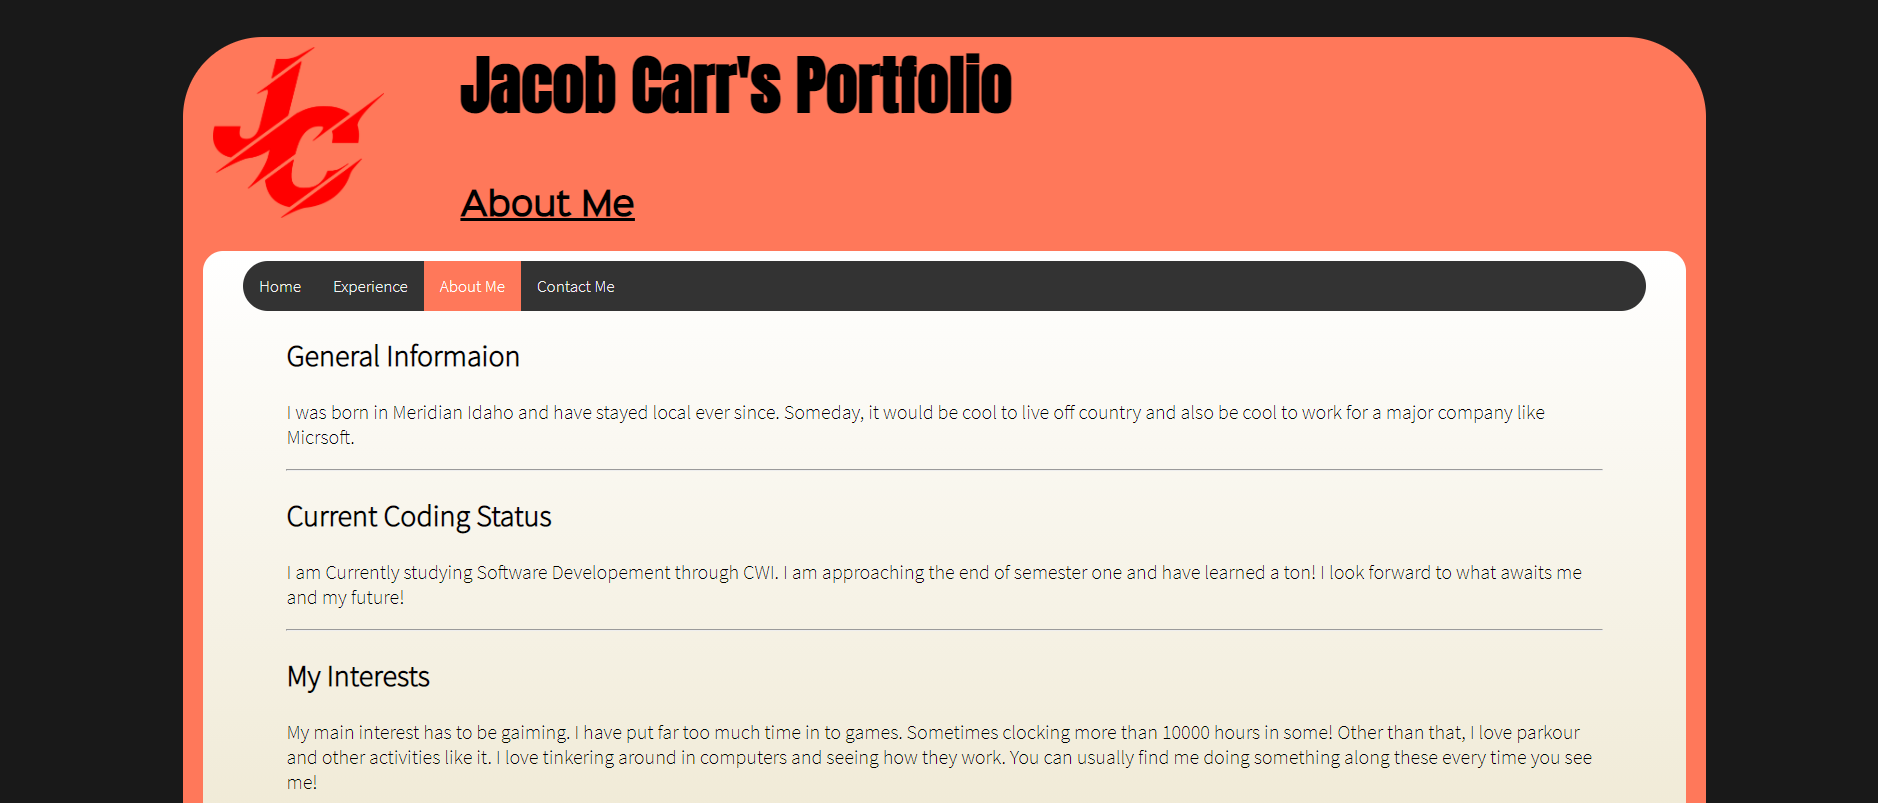 JC
Jacob Carr's Portfolio
About Me
Home Experience About Me Contact Me
General Informaion
I was born in Meridian Idaho and have stayed local ever since. Someday, it would be cool to live off country and also be cool to work for a major company like
Micrsoft.
Current Coding Status
I am Currently studying Software Developement through CWI. I am approaching the end of semester one and have learned a ton! I look forward to what awaits me
and my future!
My Interests
My main interest has to be gaiming. I have put far too much time in to games. Sometimes clocking more than 10000 hours in some! Other than that, I love parkour
and other activities like it. I love tinkering around in computers and seeing how they work. You can usually find me doing something along these every time you see
me!